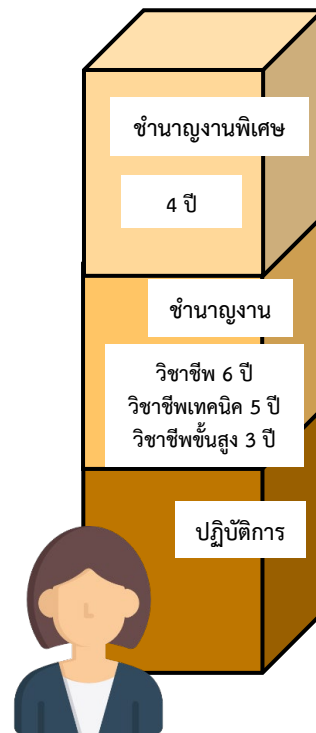 ชำนาญงานพิเศษ
4 ปี
ชำนาญงาน
วิชาชีพ 6 ปี
วิชาชีพเทคนิค 5 ปี
วิชาชีพขั้นสูง 3 ปี
ปฏิบัติการ